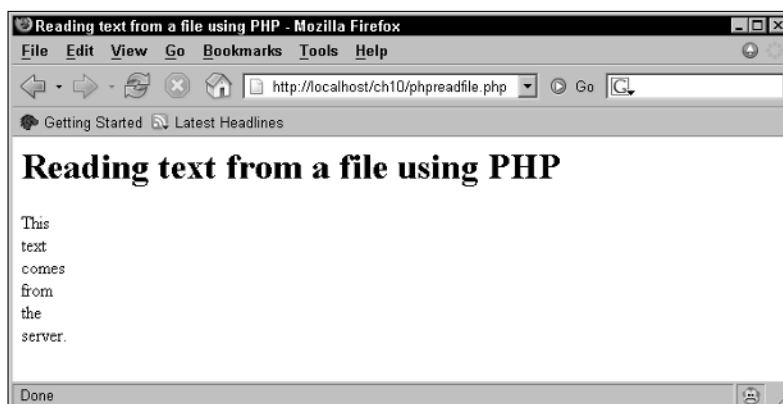 Reading text from a file using PHP - Mozilla Firefox
File Edit View Go Bookmarks Tools Help
http://localhost/ch10/phpreadfile.php Go G
Getting Started Latest Headlines
Reading text from a file using PHP
This
text
comes
from
the
server.
Done